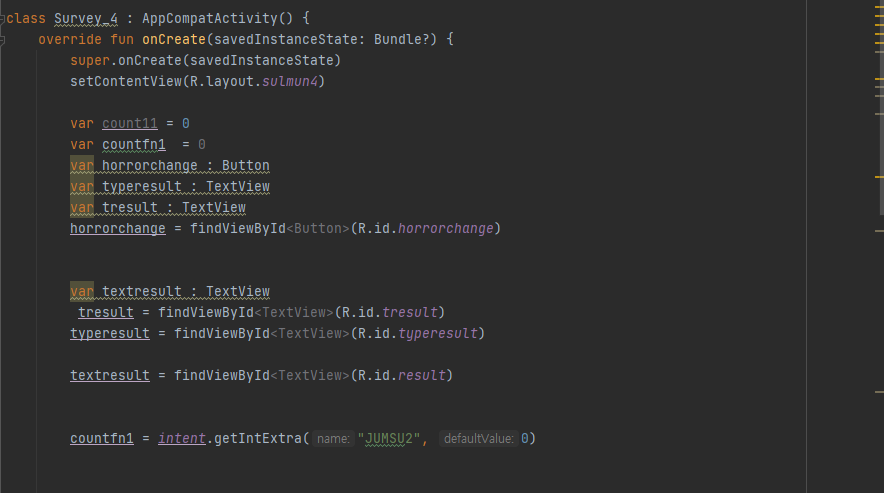 class Survey_4 : AppCompatActivity() {
override fun onCreate(savedInstanceState: Bundle?) {
super.onCreate(savedInstanceState)
setContentView(R.layout.sulmun4)
var count11 = 0
var countfn1  = 0
var horrorchange : Button
var typeresult : TextView
var tresult : TextView
horrorchange = findViewById<Button>(R.id.horrorchange)
var textresult : TextView
tresult = findViewById<TextView>(R.id.tresult)
typeresult = findViewById<TextView>(R.id.typeresult)
textresult = findViewById<TextView>(R.id.result)
countfn1 = intent.getIntExtra( name: "JUMSU2", defaultValue: 0)